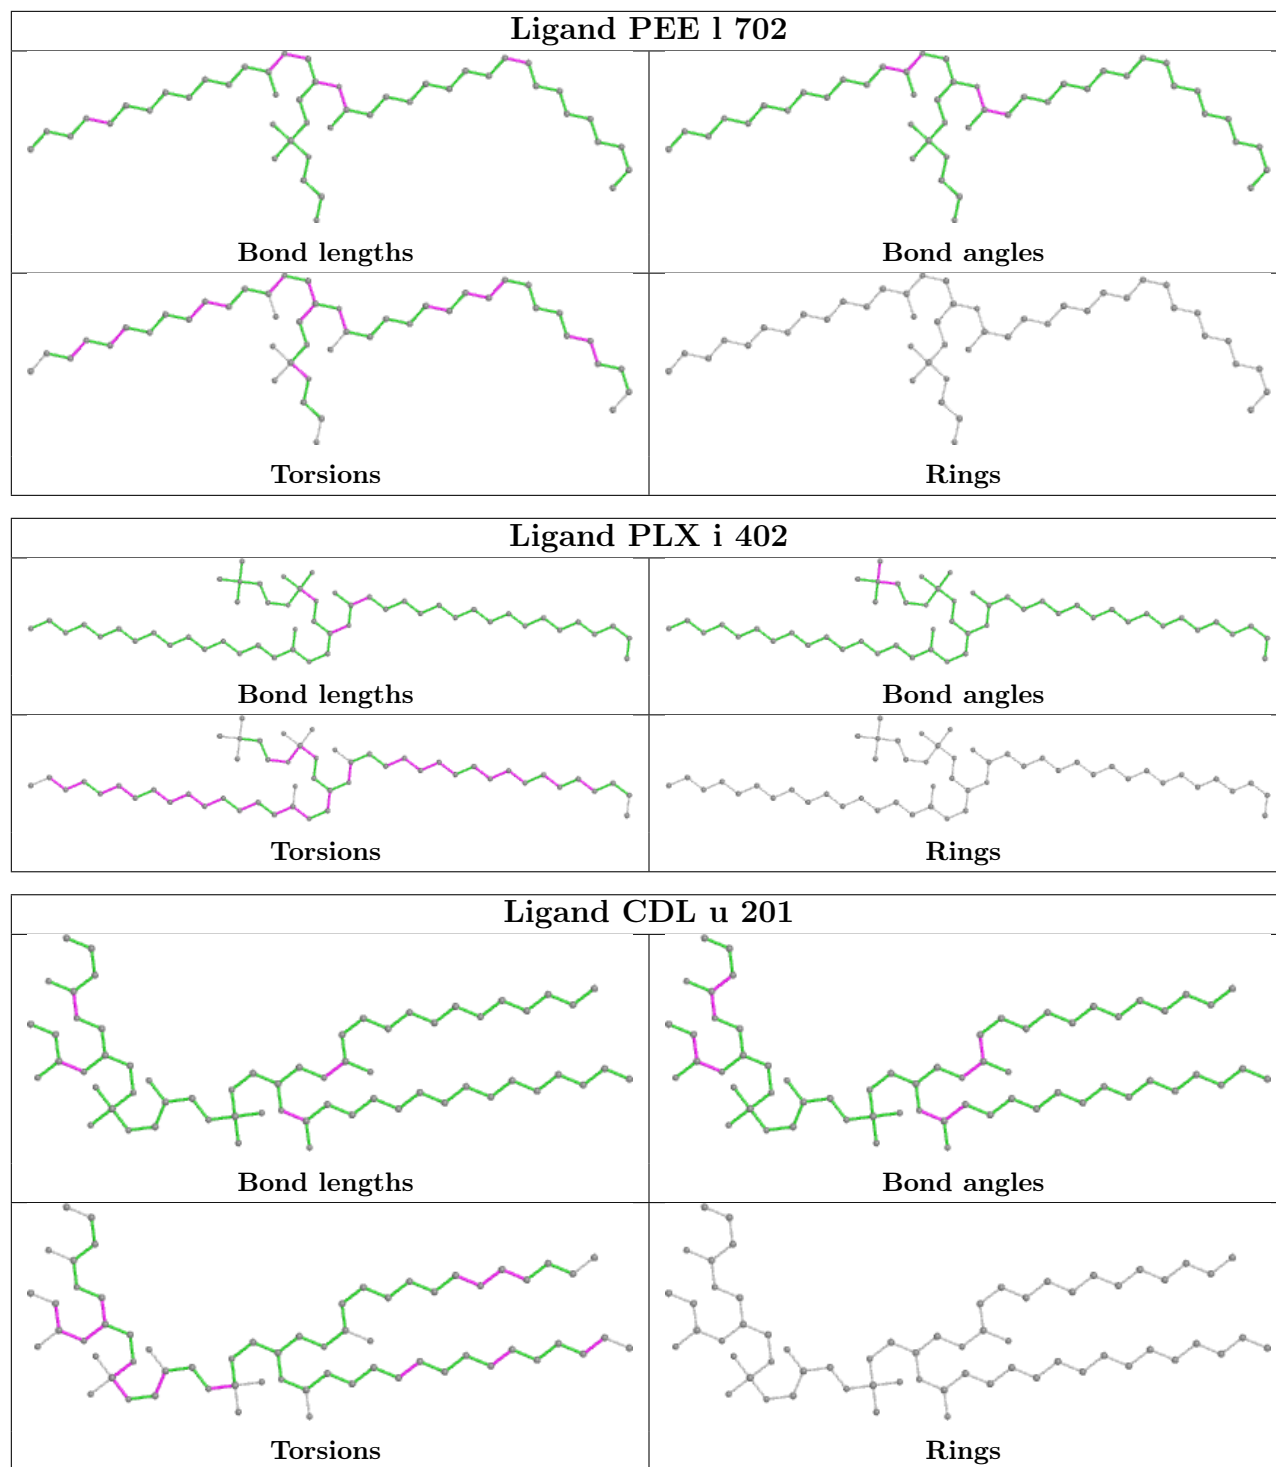 Ligand PEE l 702
Bond lengths
Bond angles
Torsions
Rings
Ligand PLX i 402
Bond lengths
Bond angles
Torsions
Rings
Ligand CDL u 201
Bond lengths
Bond angles
Torsions
Rings